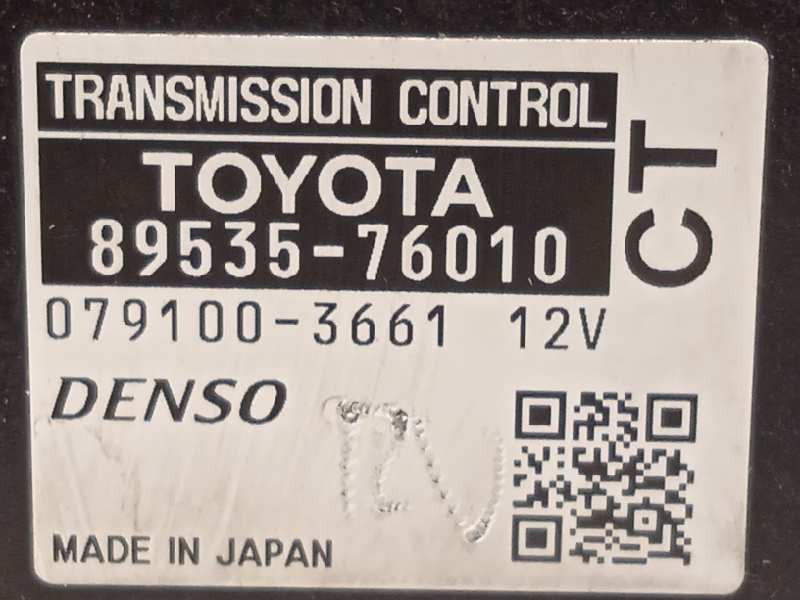 TRANSMISSION CONTROL
TOYOTA
89535-76010
CT
079100-3661 12V
DENSO
MADE IN JAPAN